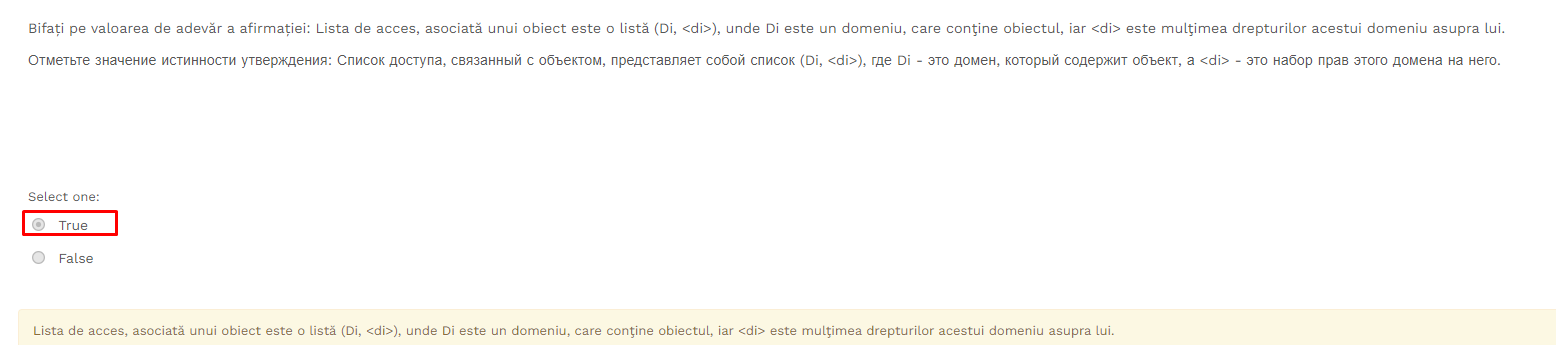 Bifați pe valoarea de adevăr a afirmației: Lista de acces, asociată unui obiect este o listă (Di, <di>), unde Di este un domeniu, care conţine obiectul, iar <di> este mulţimea drepturilor acestui domeniu asupra lui.
Отметьте значение истинности утверждения: Список доступа, связанный с объектом, представляет собой список (Di, <di>), где Di - это домен, который содержит объект, а <di> - это набор прав этого домена на него.
Select one:
True
False
Lista de acces, asociată unui obiect este o listă (Di, <di>), unde Di este un domeniu, care conţine obiectul, iar <di> este mulţimea drepturilor acestui domeniu asupra lui.